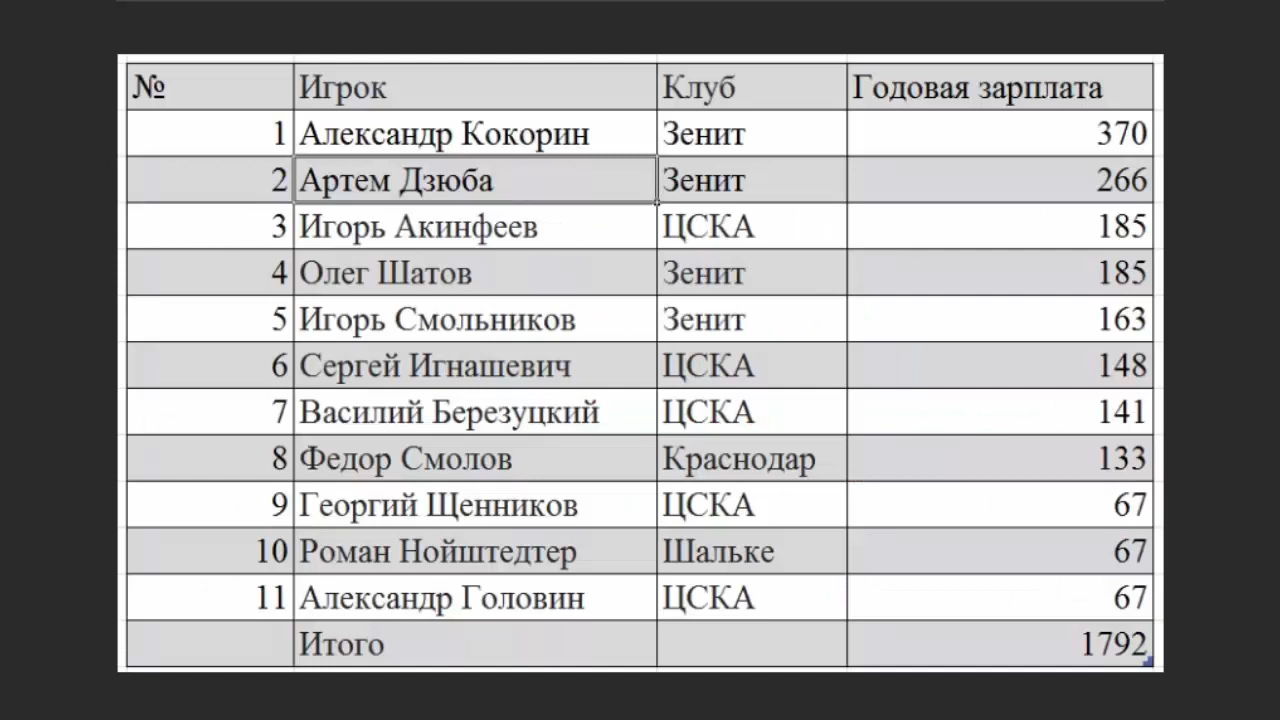 № Игрок Клуб Годовая зарплата
1 Александр Кокорин Зенит 370
2 Артем Дзюба Зенит 266
3 Игорь Акинфеев ЦСКА 185
4 Олег Шатов Зенит 185
5 Игорь Смольников Зенит 163
6 Сергей Игнашевич ЦСКА 148
7 Василий Березуцкий ЦСКА 141
8 Федор Смолов Краснодар 133
9 Георгий Щенников ЦСКА 67
10 Роман Нойштедтер Шальке 67
11 Александр Головин ЦСКА 67
Итого 1792